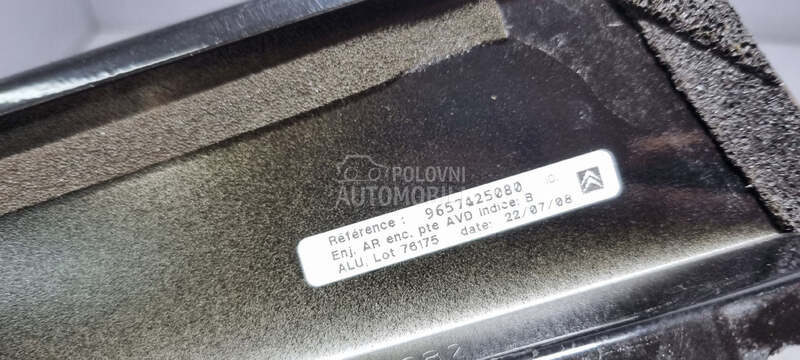 POLOVNI
AUTOMOBILI
Référence : 9657425080
Enj. AR enc. pte AVD indice: B
ALU, Lot 76175 date: 22/07/08